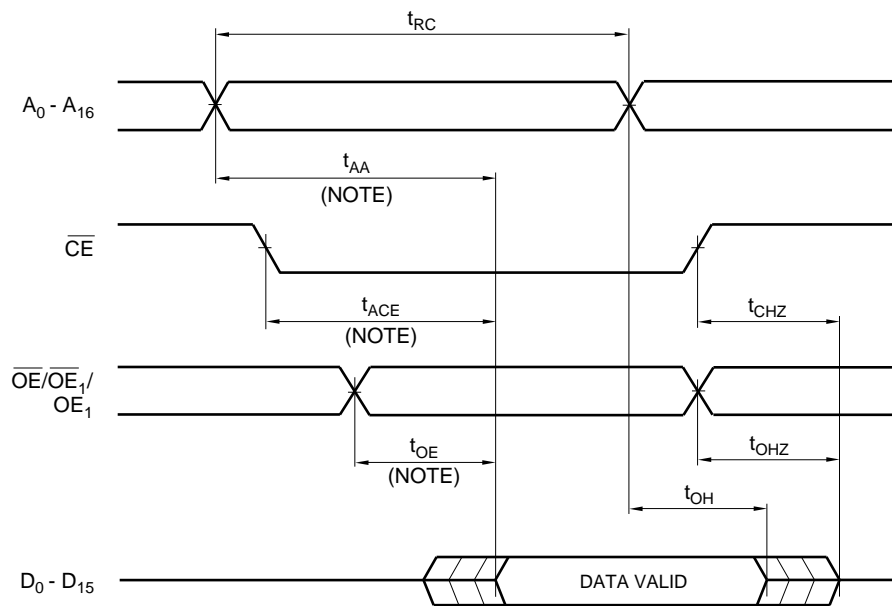 tRC
A0 - A16
tAA
(NOTE)
CE
tACE
(NOTE)
tCHZ
OE/OE1/
OE1
tOE
(NOTE)
tOHZ
tOH
D0 - D15
DATA VALID